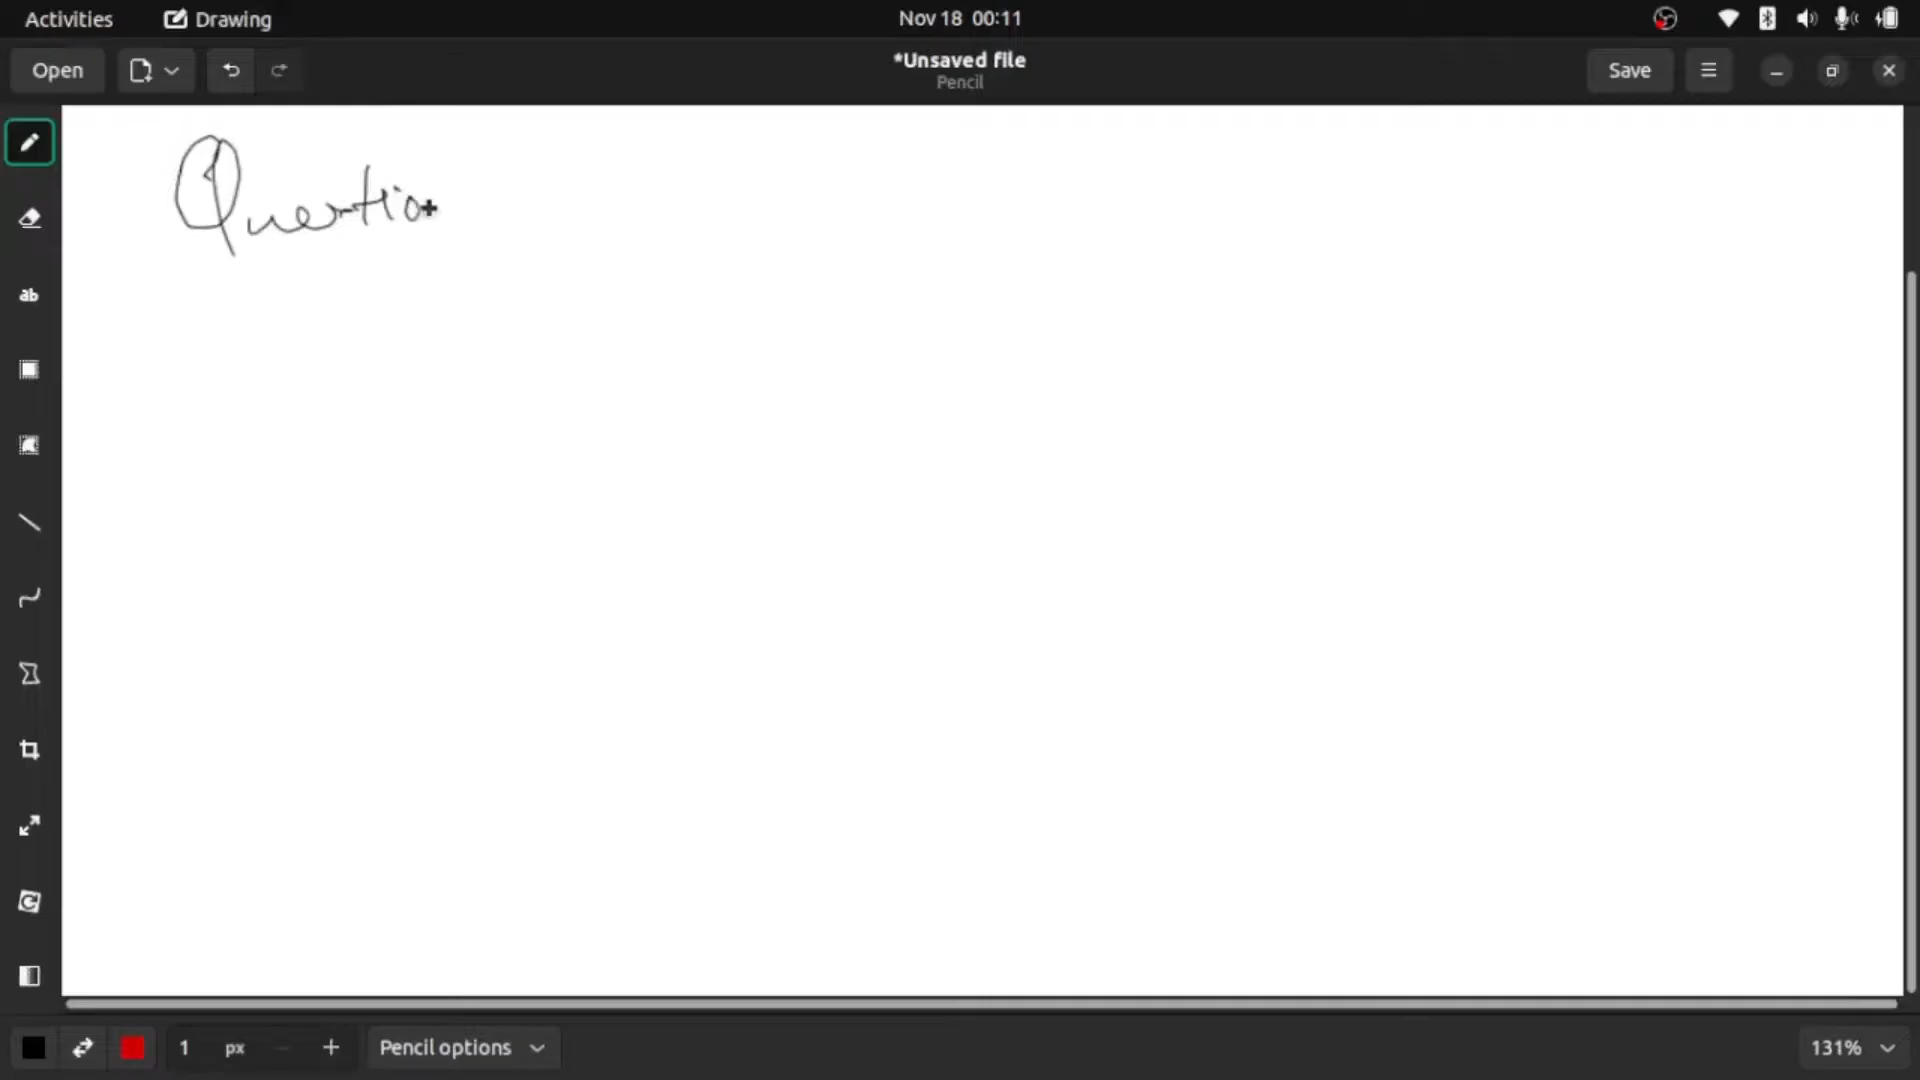 Activities Drawing Nov 18 00:11
Open *Unsaved file Save
Pencil
Questio
ab
1 px Pencil options 131%